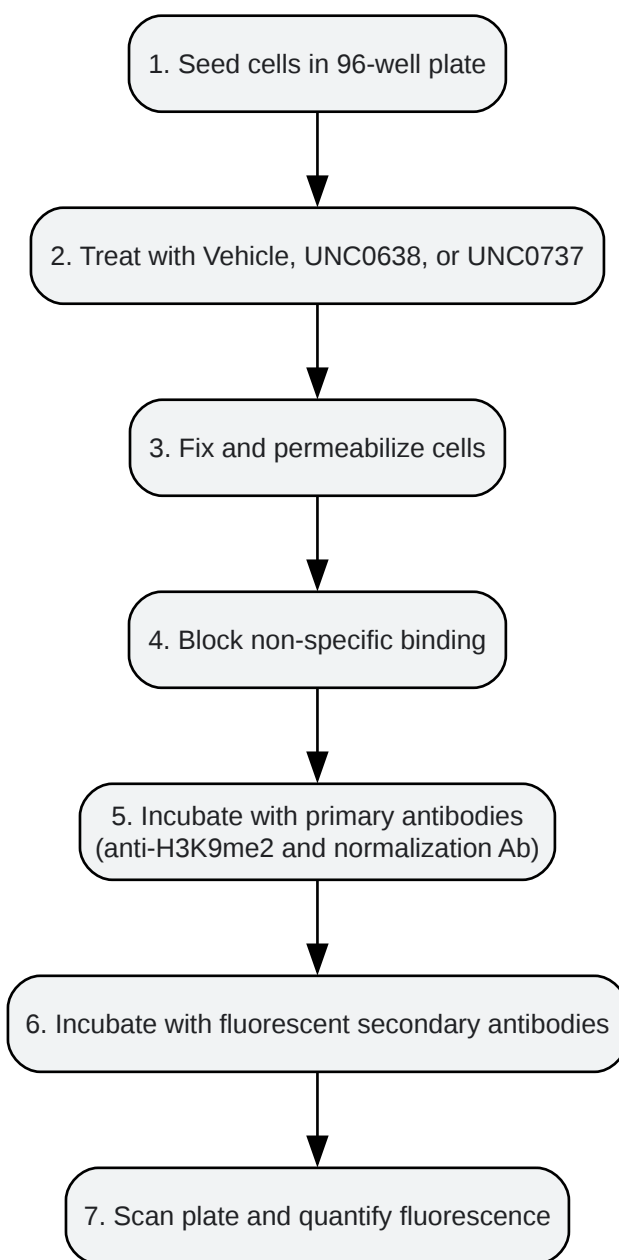 1. Seed cells in 96-well plate
2. Treat with Vehicle, UNC0638, or UNC0737
3. Fix and permeabilize cells
4. Block non-specific binding
5. Incubate with primary antibodies
(anti-H3K9me2 and normalization Ab)
6. Incubate with fluorescent secondary antibodies
7. Scan plate and quantify fluorescence